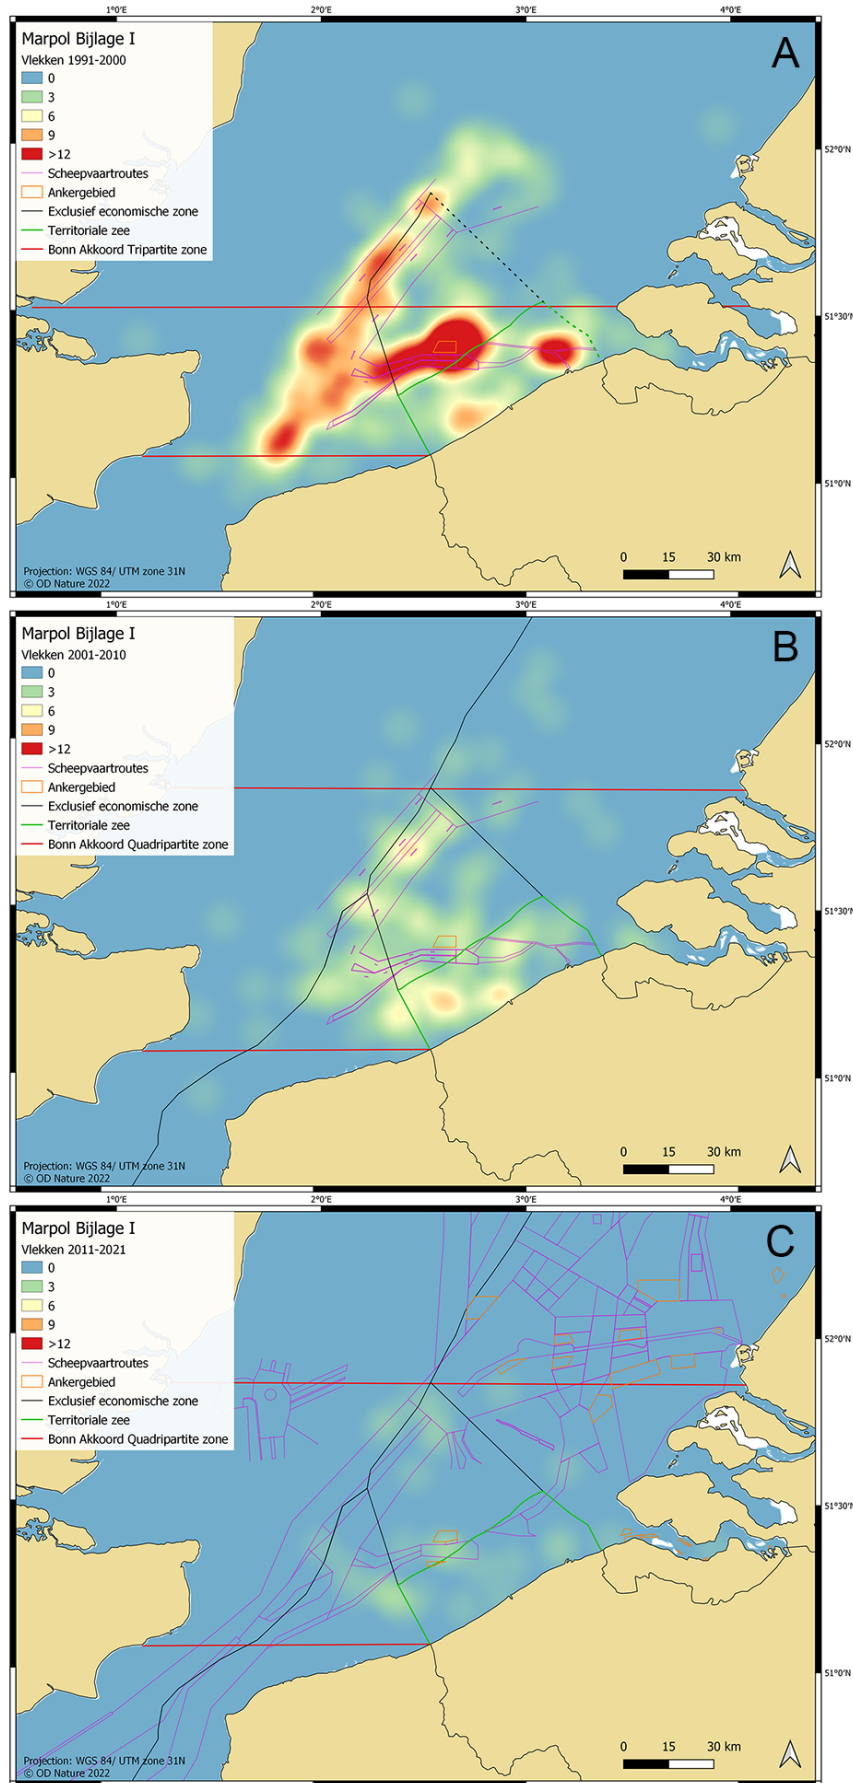 1°0'E 2°0'E 3°0'E 4°0'E
A
Marpol Bijlage I
Vlekken 1991-2000
0
3
6
9
>12
Scheepvaartroutes
Ankergebied
Exclusief economische zone
Territoriale zee
Bonn Akkoord Tripartite zone
52°0'N
51°30'N
51°0'N
0 15 30 km
Projection: WGS 84/ UTM zone 31N
© OD Nature 2022
1°0'E 2°0'E 3°0'E 4°0'E
B
Marpol Bijlage I
Vlekken 2001-2010
0
3
6
9
>12
Scheepvaartroutes
Ankergebied
Exclusief economische zone
Territoriale zee
Bonn Akkoord Quadripartite zone
52°0'N
51°30'N
51°0'N
0 15 30 km
Projection: WGS 84/ UTM zone 31N
© OD Nature 2022
1°0'E 2°0'E 3°0'E 4°0'E
C
Marpol Bijlage I
Vlekken 2011-2021
0
3
6
9
>12
Scheepvaartroutes
Ankergebied
Exclusief economische zone
Territoriale zee
Bonn Akkoord Quadripartite zone
52°0'N
51°30'N
51°0'N
0 15 30 km
Projection: WGS 84/ UTM zone 31N
© OD Nature 2022